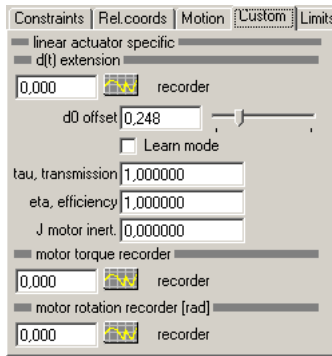 Constraints Rel.coords Motion Custom Limits
linear actuator specific
d(t) extension
0,000 recorder
d0 offset 0,248
Learn mode
tau, transmission 1,000000
eta, efficiency 1,000000
J motor inert. 0,000000
motor torque recorder
0,000 recorder
motor rotation recorder [rad]
0,000 recorder